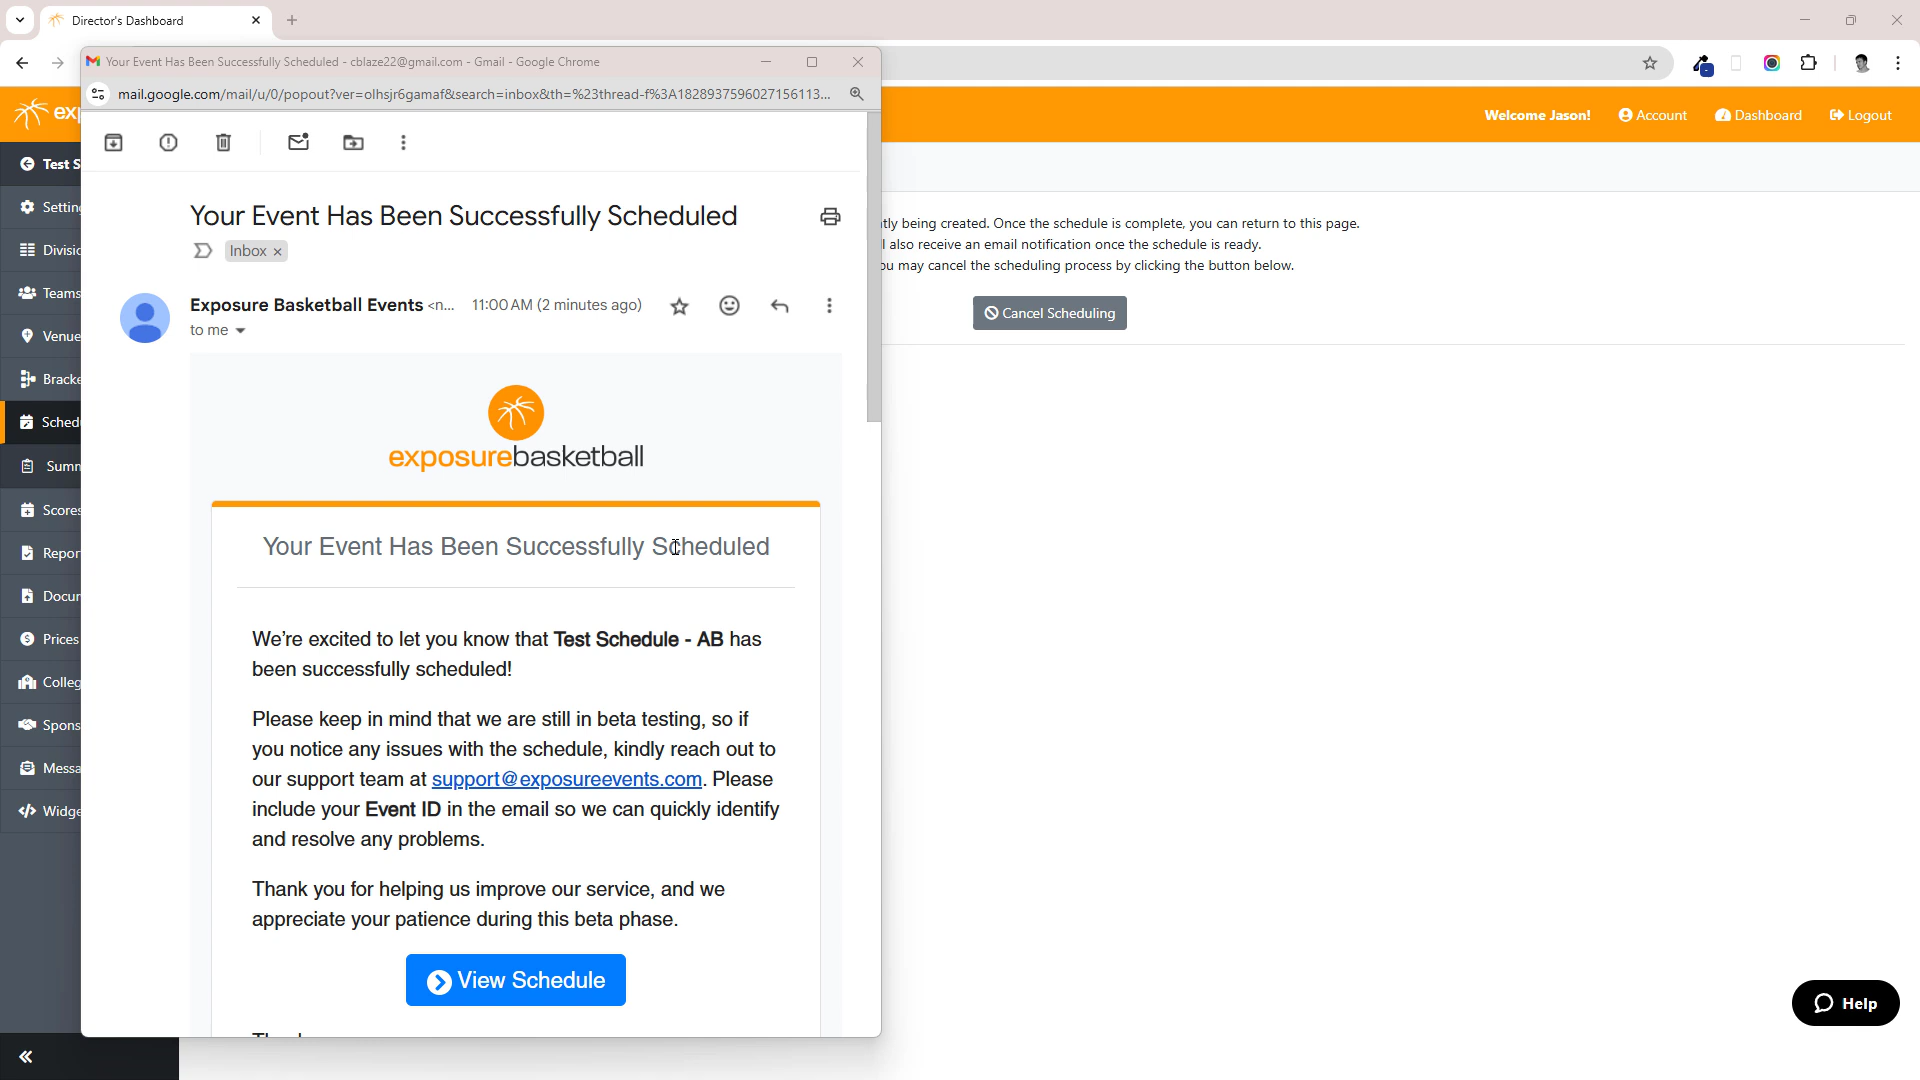 Director's Dashboard
Your Event Has Been Successfully Scheduled - cblaze22@gmail.com - Gmail - Google Chrome
mail.google.com/mail/u/0/popout?ver=olhsjr6gamaf&search=inbox&th=%23thread-f%3A1828937596027156113...
Welcome Jason!
Account
Dashboard
Logout
exp
Test S
Setting
Divisio
Teams
Venue
Bracke
Schedu
Summ
Scores
Repor
Docum
Prices
Colleg
Spons
Messa
Widge
Your Event Has Been Successfully Scheduled
Inbox
Exposure Basketball Events <n... 11:00 AM (2 minutes ago)
to me
exposurebasketball
Your Event Has Been Successfully Scheduled
We're excited to let you know that Test Schedule - AB has
been successfully scheduled!
Please keep in mind that we are still in beta testing, so if
you notice any issues with the schedule, kindly reach out to
our support team at support@exposureevents.com. Please
include your Event ID in the email so we can quickly identify
and resolve any problems.
Thank you for helping us improve our service, and we
appreciate your patience during this beta phase.
View Schedule
tly being created. Once the schedule is complete, you can return to this page.
l also receive an email notification once the schedule is ready.
ou may cancel the scheduling process by clicking the button below.
Cancel Scheduling
Help